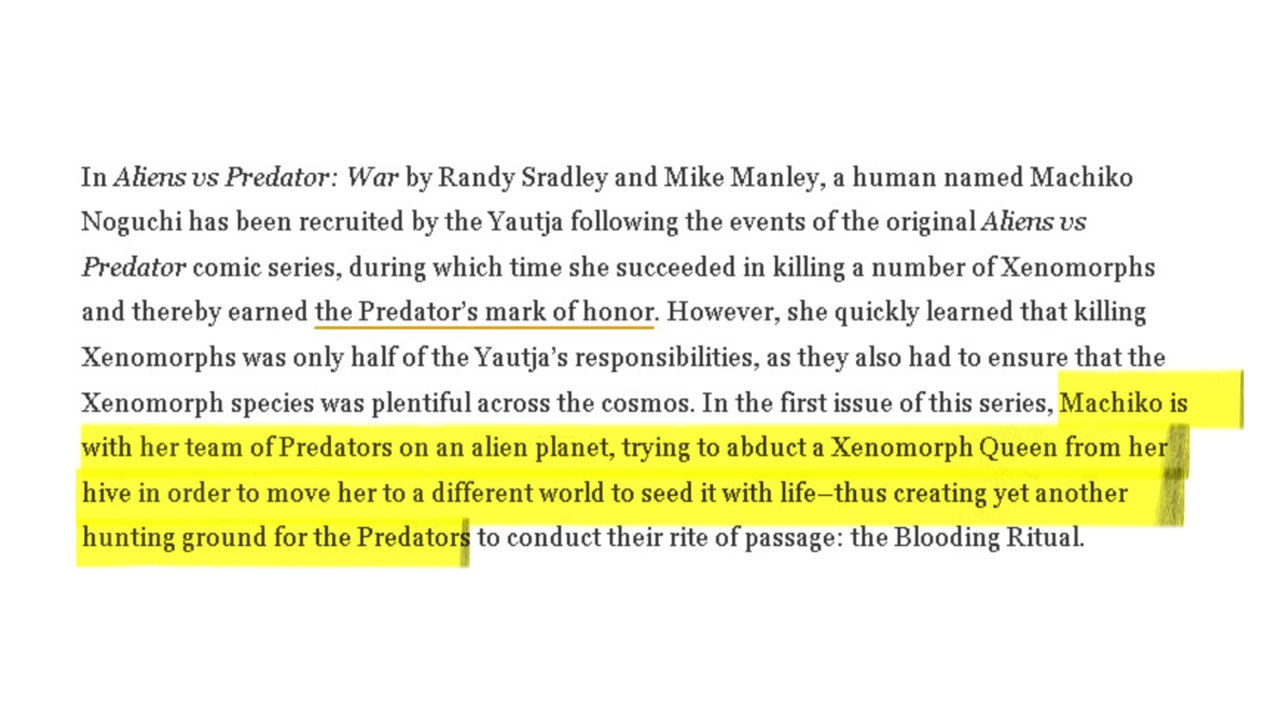 In Aliens vs Predator: War by Randy Sradley and Mike Manley, a human named Machiko
Noguchi has been recruited by the Yautja following the events of the original Aliens vs
Predator comic series, during which time she succeeded in killing a number of Xenomorphs
and thereby earned the Predator’s mark of honor. However, she quickly learned that killing
Xenomorphs was only half of the Yautja’s responsibilities, as they also had to ensure that the
Xenomorph species was plentiful across the cosmos. In the first issue of this series, Machiko is
with her team of Predators on an alien planet, trying to abduct a Xenomorph Queen from her
hive in order to move her to a different world to seed it with life–thus creating yet another
hunting ground for the Predators to conduct their rite of passage: the Blooding Ritual.